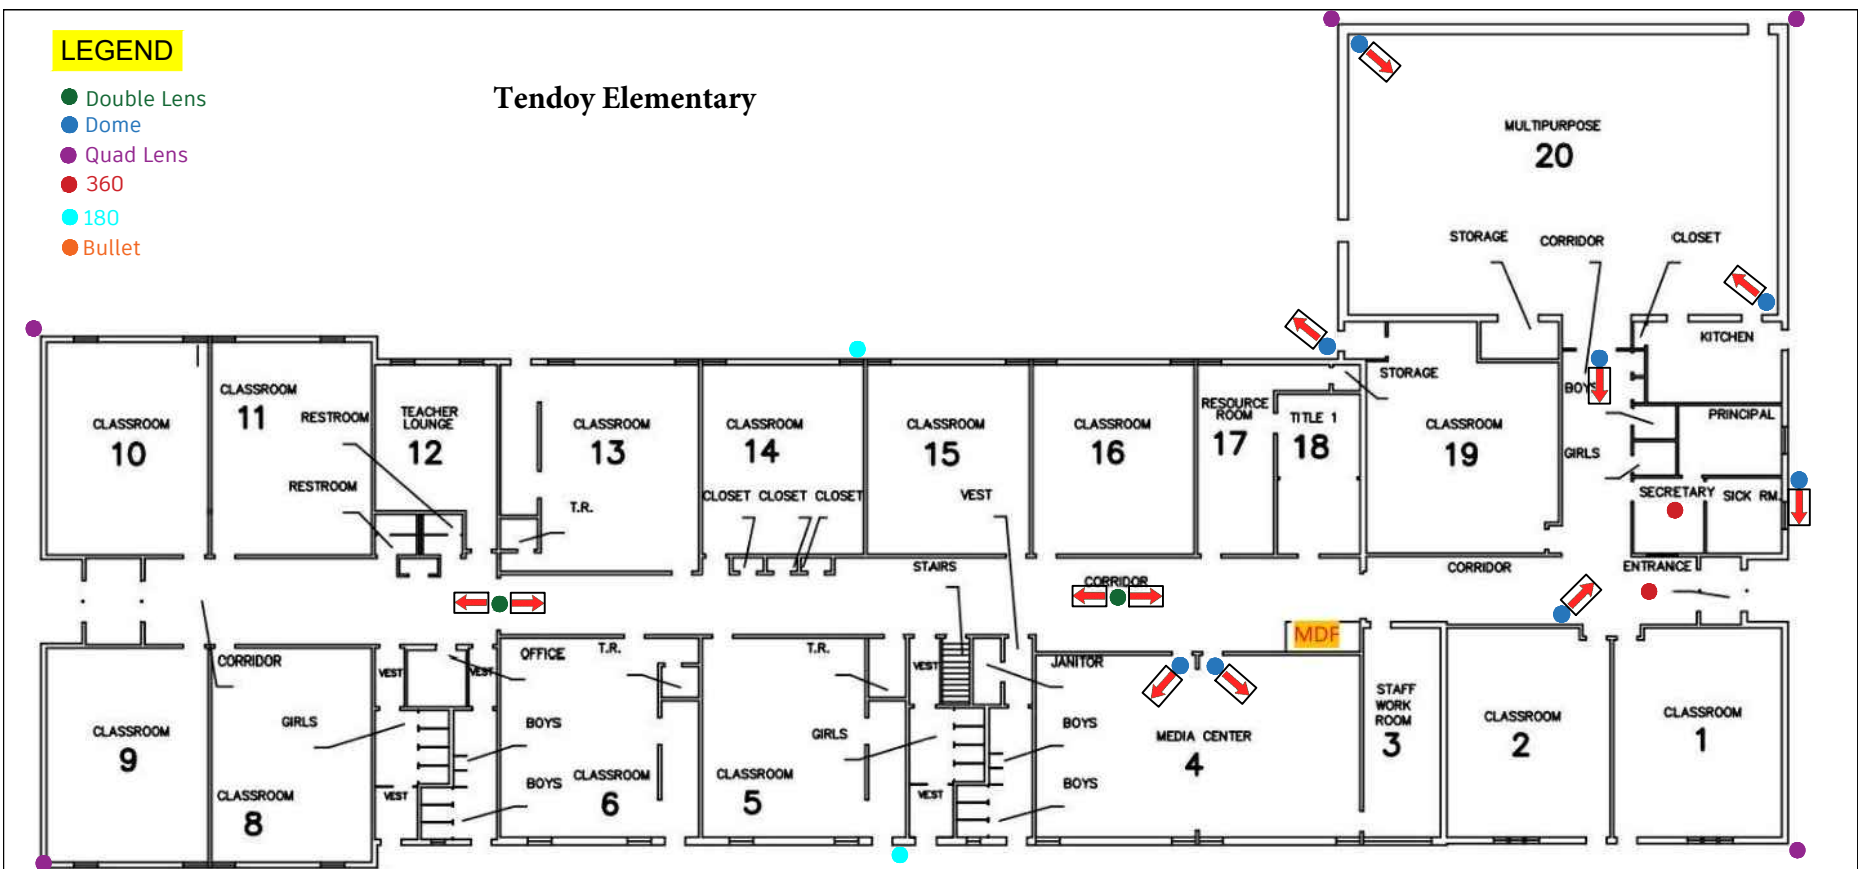 LEGEND
Double Lens
Dome
Quad Lens
360
180
Bullet
Tendoy Elementary
MULTIPURPOSE
20
STORAGE
CORRIDOR
CLOSET
KITCHEN
STORAGE
BOYS
PRINCIPAL
GIRLS
SECRETARY
SICK RM.
CLASSROOM
10
CLASSROOM
11
RESTROOM
RESTROOM
TEACHER
LOUNGE
12
CLASSROOM
13
T.R.
CLASSROOM
14
CLOSET CLOSET CLOSET
CLASSROOM
15
VEST
CLASSROOM
16
RESOURCE
ROOM
17
TITLE 1
18
CLASSROOM
19
STAIRS
CORRIDOR
CORRIDOR
ENTRANCE
MDF
CORRIDOR
VEST
VEST
OFFICE
T.R.
T.R.
VEST
JANITOR
CLASSROOM
9
GIRLS
CLASSROOM
8
VEST
BOYS
BOYS
CLASSROOM
6
CLASSROOM
5
GIRLS
VEST
BOYS
BOYS
MEDIA CENTER
4
STAFF
WORK
ROOM
3
CLASSROOM
2
CLASSROOM
1